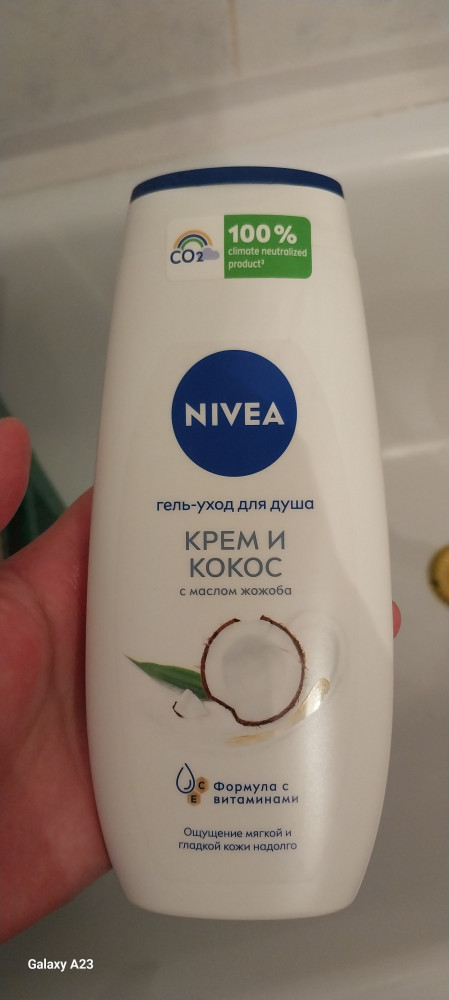 CO2
100%
climate neutralized
product³
NIVEA
гель-уход для душа
КРЕМ И
КОКОС
с маслом жожоба
C
E
Формула с
витаминами
Ощущение мягкой и
гладкой кожи надолго
Galaxy A23